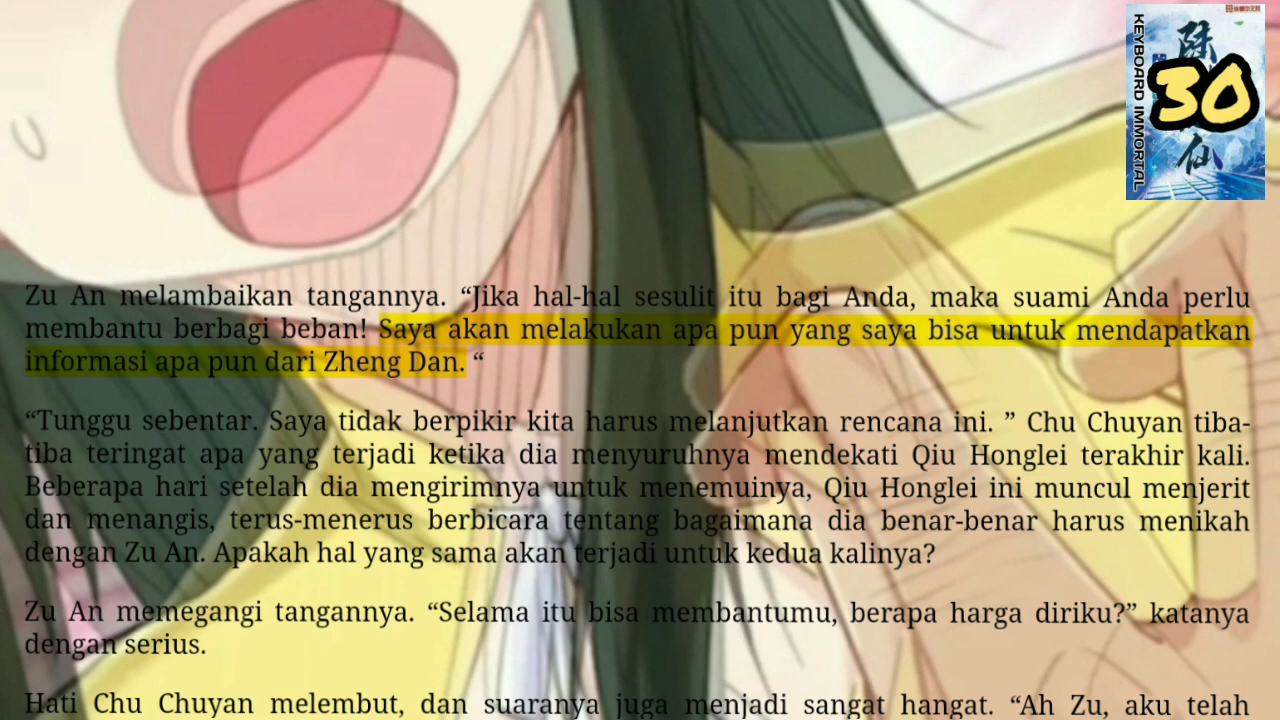 KEYBOARD IMMORTAL
陸
仙
30
Zu An melambaikan tangannya. “Jika hal-hal sesulit itu bagi Anda, maka suami Anda perlu
membantu berbagi beban! Saya akan melakukan apa pun yang saya bisa untuk mendapatkan
informasi apa pun dari Zheng Dan. “
“Tunggu sebentar. Saya tidak berpikir kita harus melanjutkan rencana ini. ” Chu Chuyan tiba-
tiba teringat apa yang terjadi ketika dia menyuruhnya mendekati Qiu Honglei terakhir kali.
Beberapa hari setelah dia mengirimnya untuk menemuinya, Qiu Honglei ini muncul menjerit
dan menangis, terus-menerus berbicara tentang bagaimana dia benar-benar harus menikah
dengan Zu An. Apakah hal yang sama akan terjadi untuk kedua kalinya?
Zu An memegangi tangannya. “Selama itu bisa membantumu, berapa harga diriku?” katanya
dengan serius.
Hati Chu Chuyan melembut, dan suaranya juga menjadi sangat hangat. “Ah Zu, aku telah